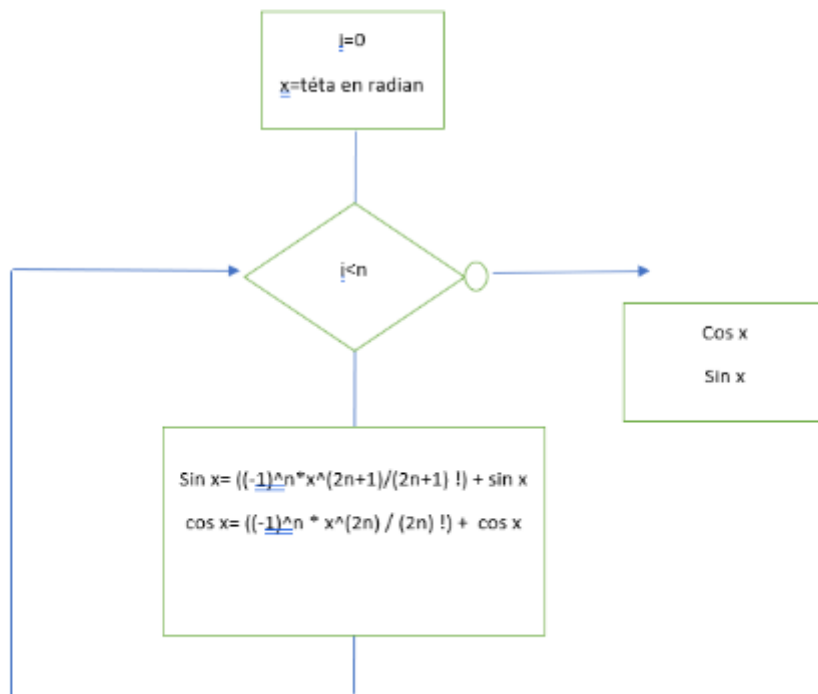 j=0
x=téta en radian
j<n
Cos x
Sin x
Sin x= ((-1)^n*x^(2n+1)/(2n+1) !) + sin x
cos x= ((-1)^n * x^(2n) / (2n) !) + cos x